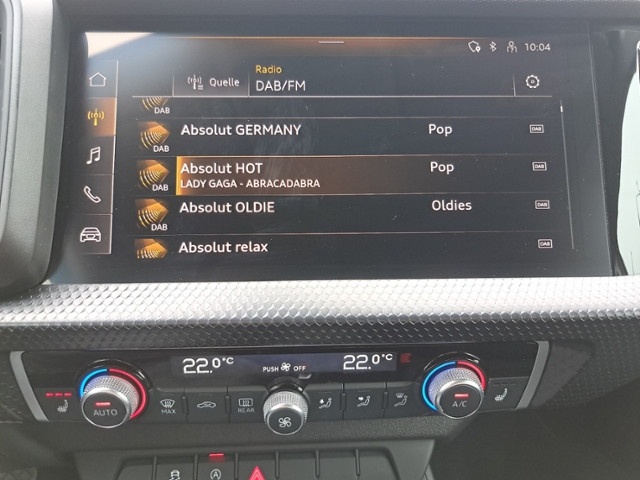 10:04
Radio
Quelle DAB/FM
DAB
Absolut GERMANY Pop DAB
DAB
Absolut HOT Pop DAB
LADY GAGA - ABRACADABRA
DAB
Absolut OLDIE Oldies DAB
DAB
Absolut relax DAB
22.0°C PUSH OFF 22.0°C
AUTO MAX REAR A/C